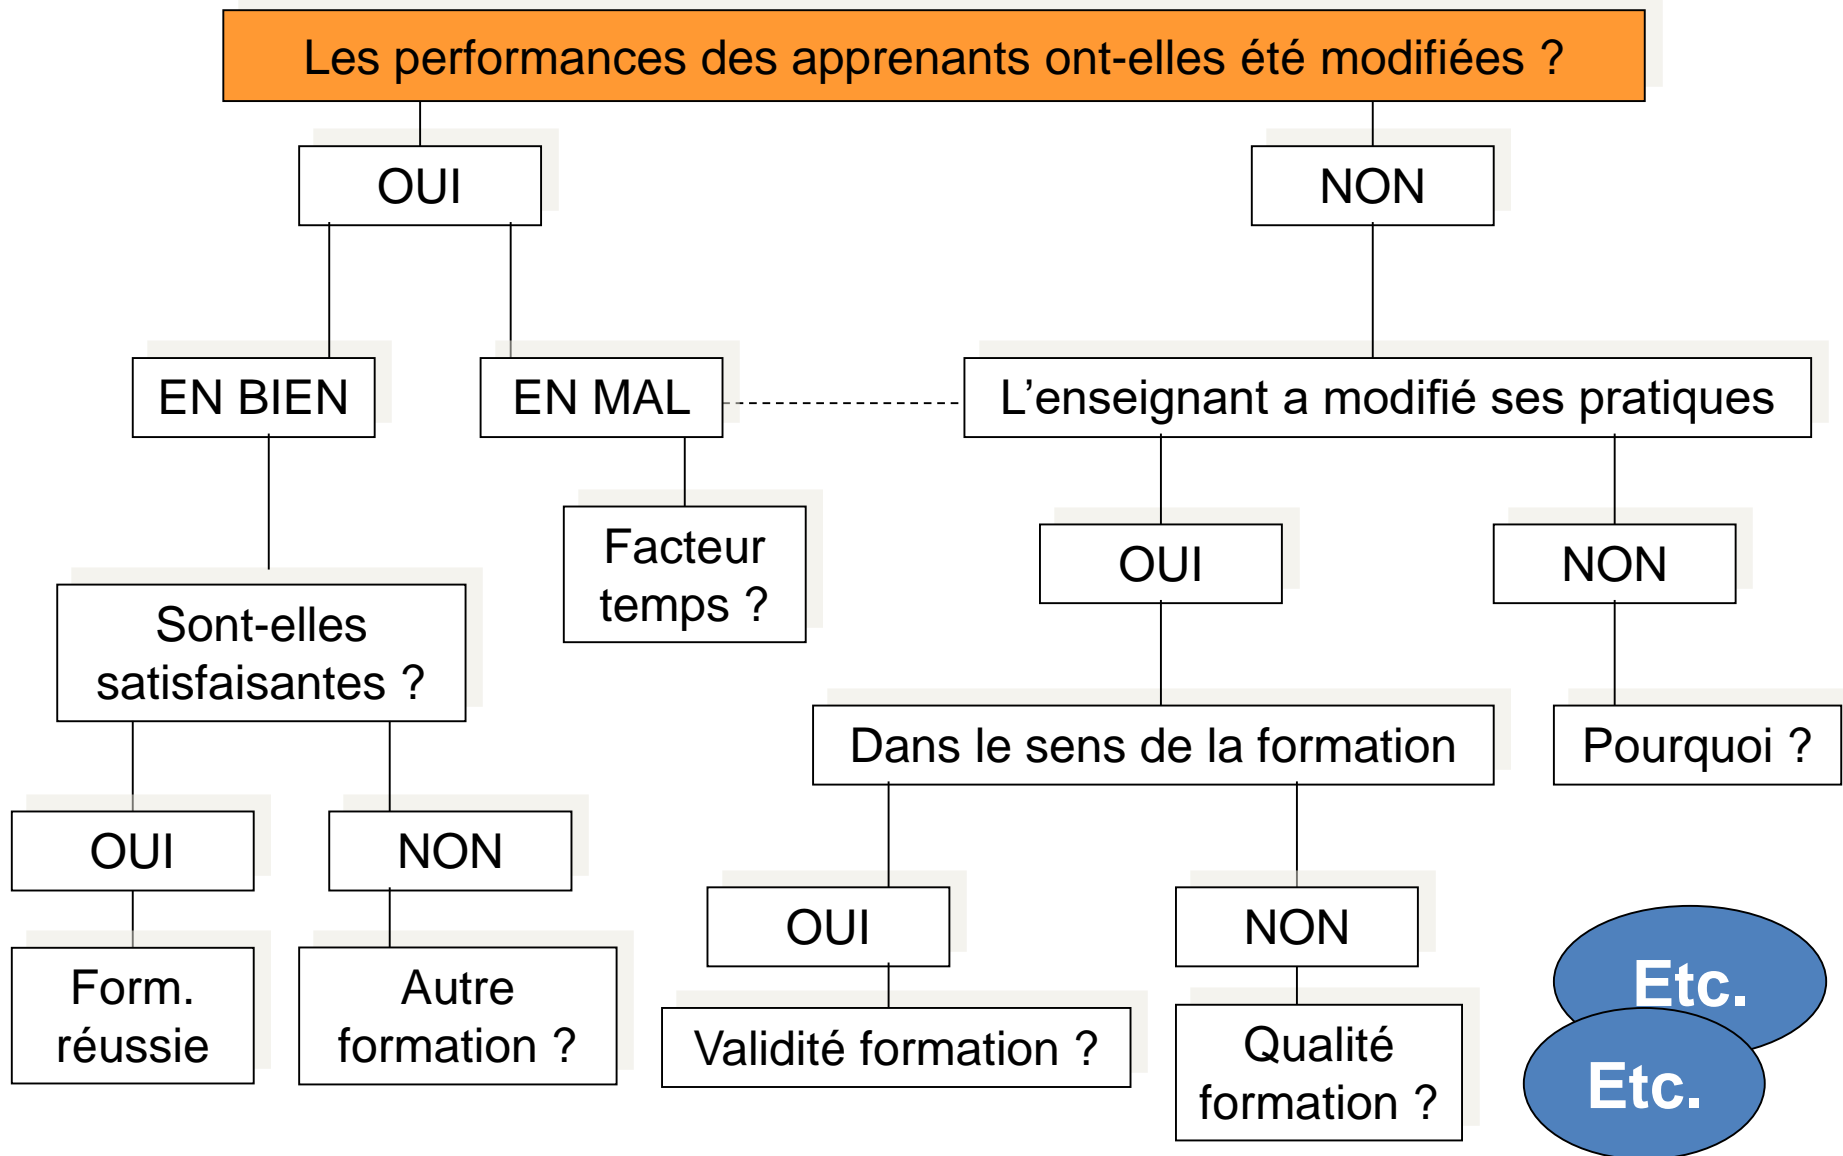 Les performances des apprenants ont-elles été modifiées ?
OUI
NON
EN BIEN
EN MAL
L’enseignant a modifié ses pratiques
Facteur
temps ?
OUI
NON
Sont-elles
satisfaisantes ?
Dans le sens de la formation
Pourquoi ?
OUI
NON
OUI
NON
Form.
réussie
Autre
formation ?
Validité formation ?
Qualité
formation ?
Etc.
Etc.